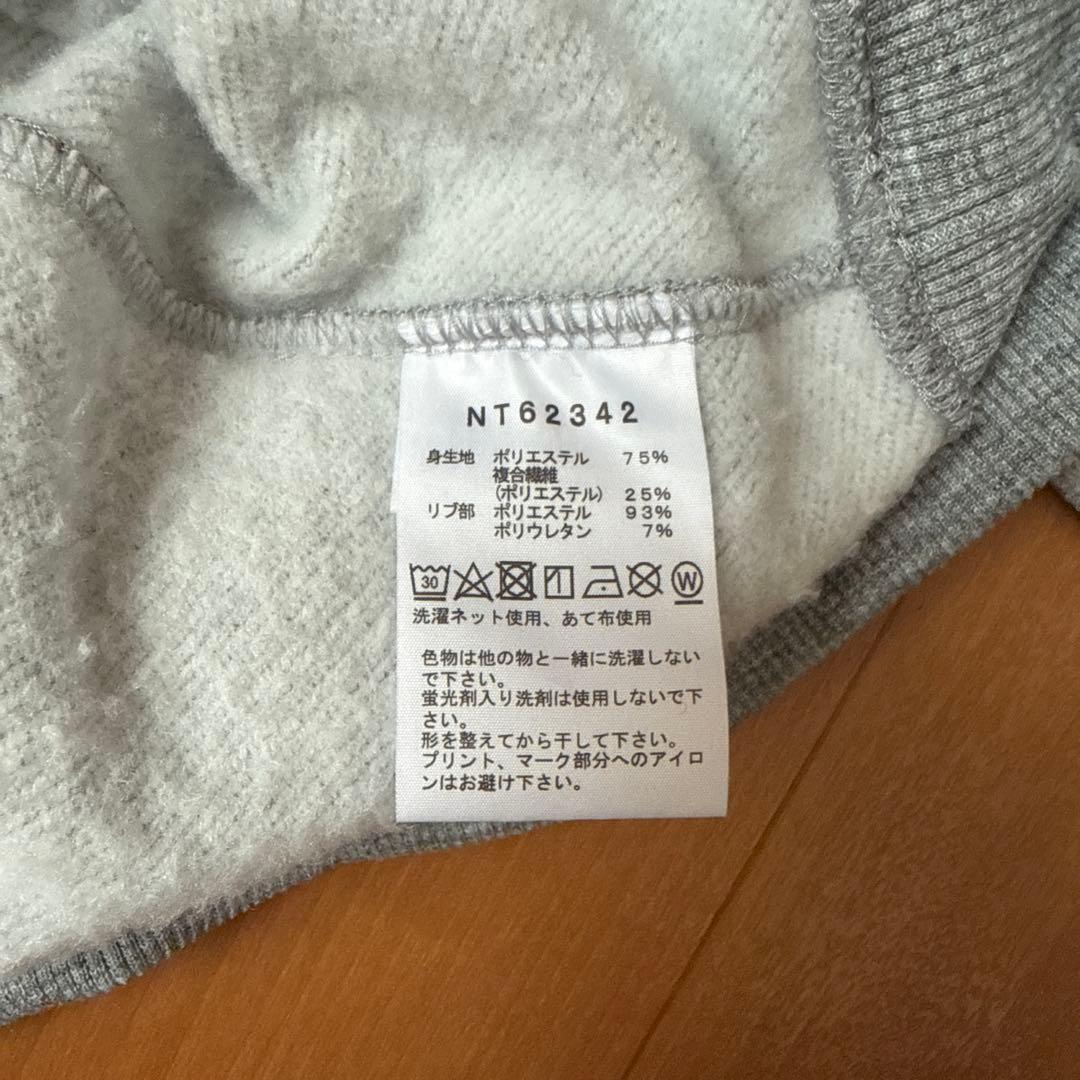 NT62342
身生地 ポリエステル 75%
複合繊維
(ポリエステル) 25%
リブ部 ポリエステル 93%
ポリウレタン 7%
30 W
洗濯ネット使用、あて布使用
色物は他の物と一緒に洗濯しない
で下さい。
蛍光剤入り洗剤は使用しないで下
さい。
形を整えてから干して下さい。
プリント、マーク部分へのアイロ
ンはお避け下さい。